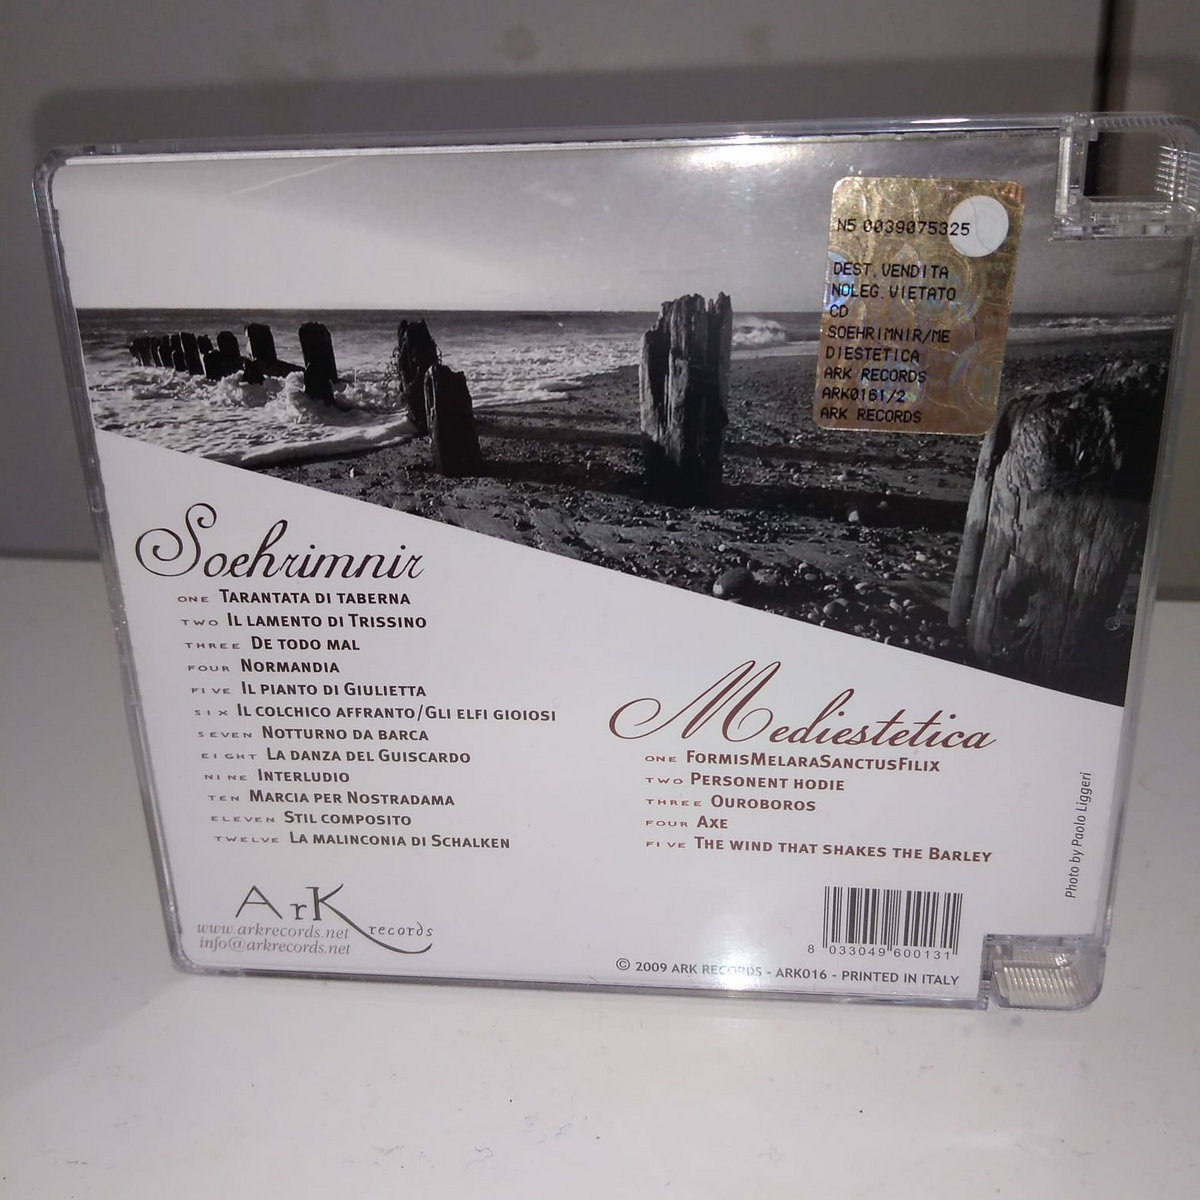 N5 0039075325
DEST.VENDITA
NOLEG.VIETATO
CD
SOEHRIMNIR/ME
DIESTETICA
ARK RECORDS
ARK0161/2
ARK RECORDS
Soehrimnir
ONE TARANTATA DI TABERNA
TWO IL LAMENTO DI TRISSINO
THREE DE TODO MAL
FOUR NORMANDIA
FIVE IL PIANTO DI GIULIETTA
SIX IL COLCHICO AFFRANTO/GLI ELFI GIOIOSI
SEVEN NOTTURNO DA BARCA
EIGHT LA DANZA DEL GUISCARDO
NINE INTERLUDIO
TEN MARCIA PER NOSTRADAMA
ELEVEN STIL COMPOSITO
TWELVE LA MALINCONIA DI SCHALKEN
Mediestetica
ONE FORMISMELARASANCTUSFILIX
TWO PERSONENT HODIE
THREE OUROBOROS
FOUR AXE
FIVE THE WIND THAT SHAKES THE BARLEY
Photo by Paolo Liggeri
ArK records
www.arkrecords.net
info@arkrecords.net
8 033049 600131
© 2009 ARK RECORDS - ARK016 - PRINTED IN ITALY